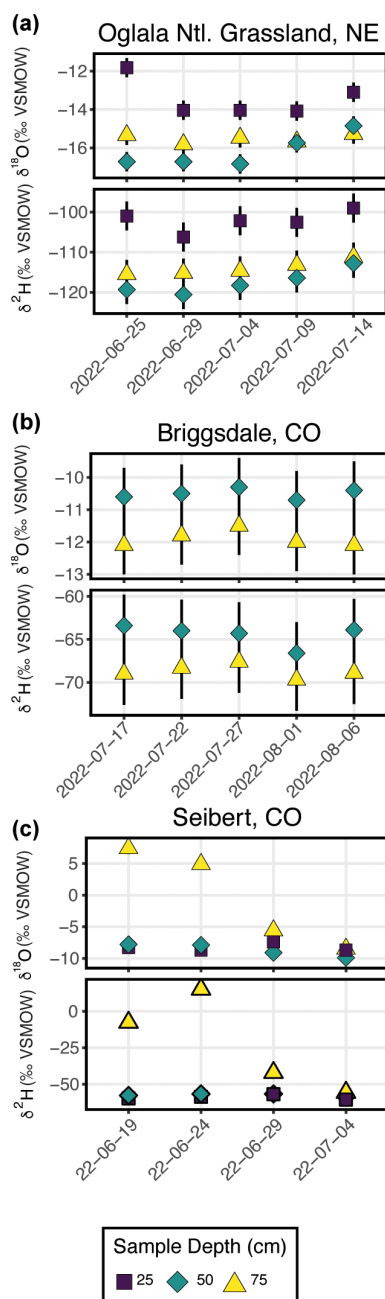 (a)
Oglala Ntl. Grassland, NE
δ18O (‰ VSMOW)
−12
−14
−16
δ2H (‰ VSMOW)
−100
−110
−120
2022−06−25
2022−06−29
2022−07−04
2022−07−09
2022−07−14
(b)
Briggsdale, CO
δ18O (‰ VSMOW)
−10
−11
−12
−13
δ2H (‰ VSMOW)
−60
−65
−70
2022−07−17
2022−07−22
2022−07−27
2022−08−01
2022−08−06
(c)
Seibert, CO
δ18O (‰ VSMOW)
5
0
−5
−10
δ2H (‰ VSMOW)
0
−25
−50
22−06−19
22−06−24
22−06−29
22−07−04
Sample Depth (cm)
25 50 75